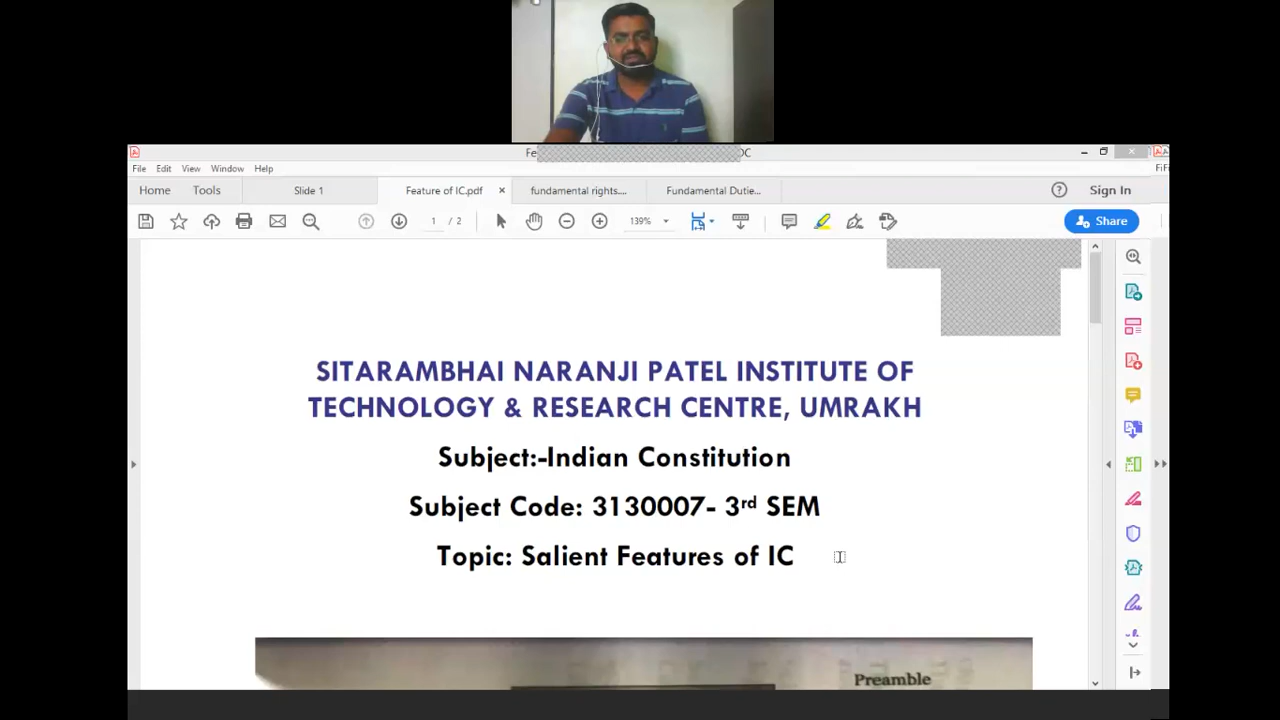 Fe DC
File Edit View Window Help
Home Tools Slide 1 Feature of IC.pdf × fundamental rights.... Fundamental Dutie... ? Sign In
1 / 2 139% Share
SITARAMBHAI NARANJI PATEL INSTITUTE OF
TECHNOLOGY & RESEARCH CENTRE, UMRAKH
Subject:-Indian Constitution
Subject Code: 3130007- 3rd SEM
Topic: Salient Features of IC
Preamble